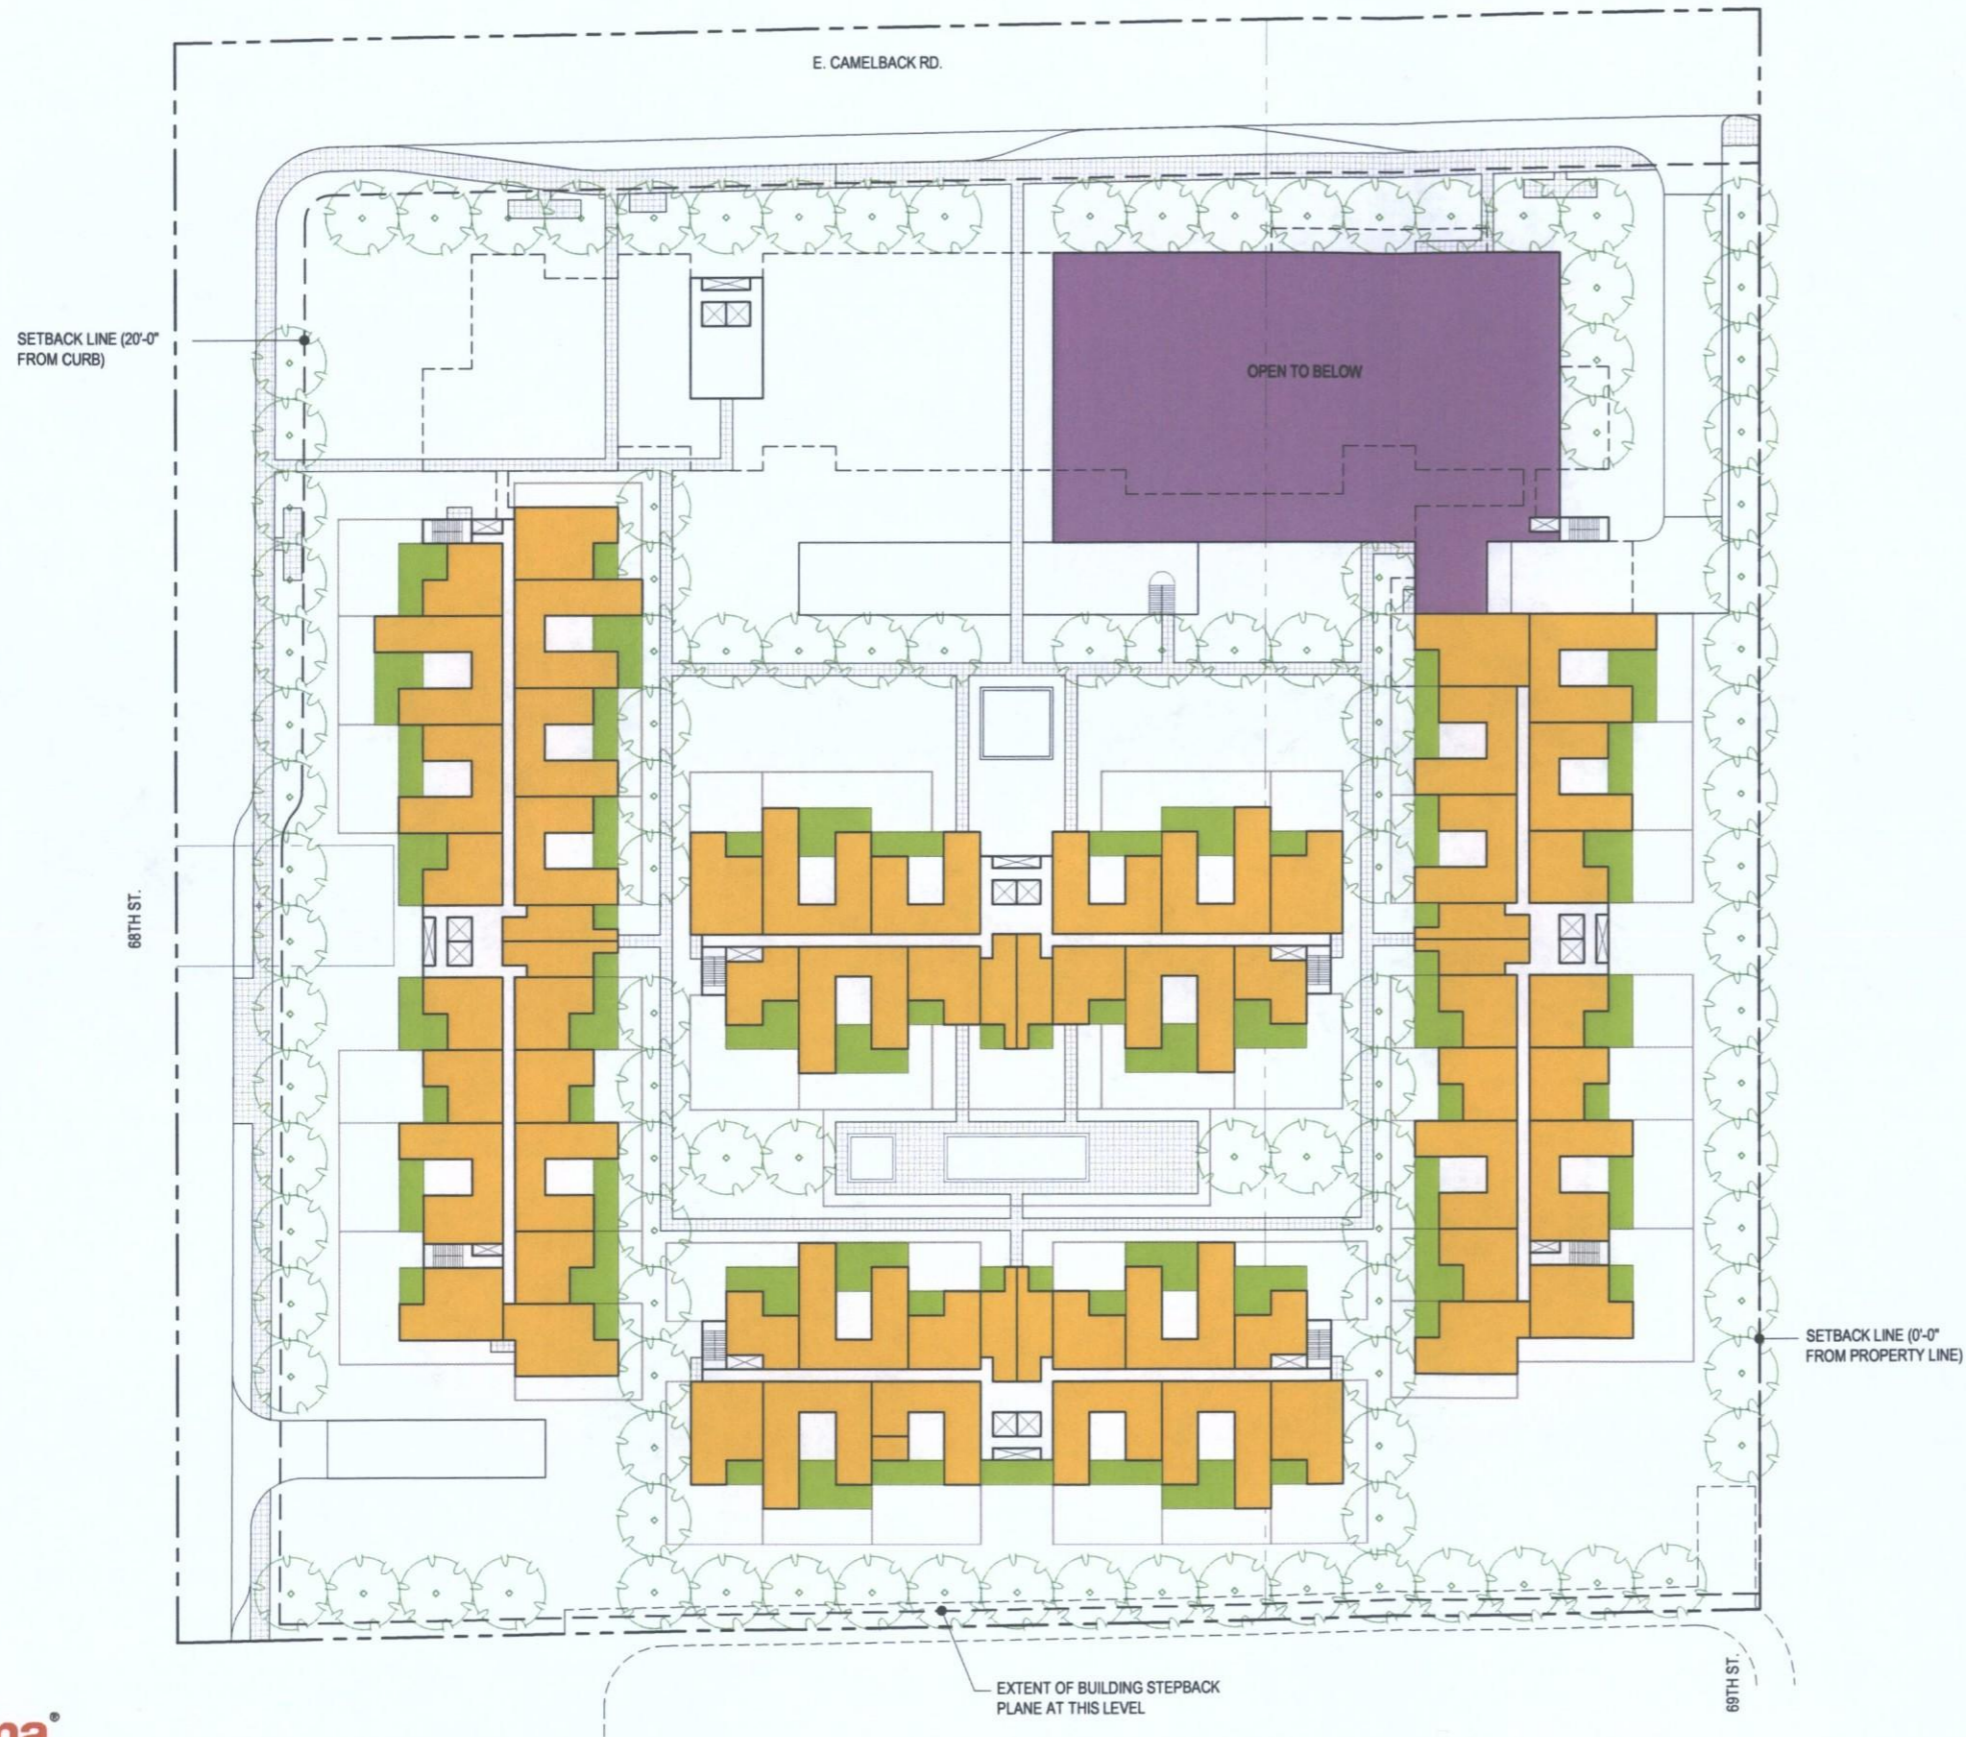 E. CAMELBACK RD.
SETBACK LINE (20'-0"
FROM CURB)
OPEN TO BELOW
68TH ST.
SETBACK LINE (0'-0"
FROM PROPERTY LINE)
EXTENT OF BUILDING STEPBACK
PLANE AT THIS LEVEL
69TH ST.
na®